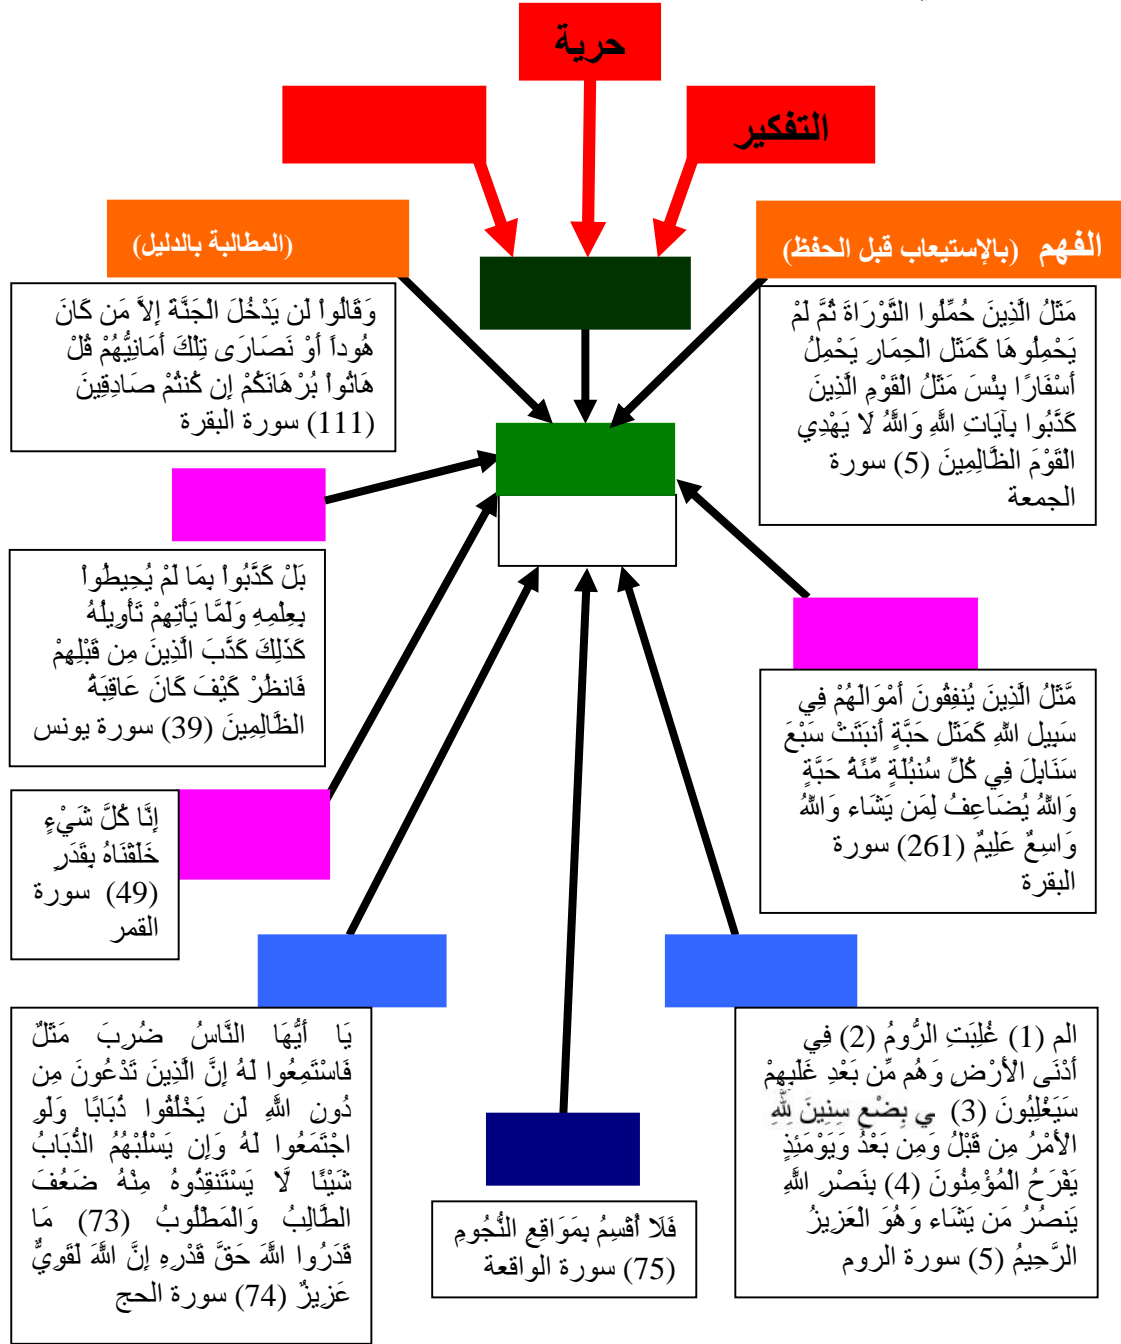 حرية
التفكير
الفهم (بالإستيعاب قبل الحفظ)
(المطالبة بالدليل)
مَثَلُ الَّذِينَ حُمِّلُوا التَّوْرَاةَ ثُمَّ لَمْ
يَحْمِلُوهَا كَمَثَلِ الْحِمَارِ يَحْمِلُ
أَسْفَارًا بِئْسَ مَثَلُ الْقَوْمِ الَّذِينَ
كَذَّبُوا بِآيَاتِ اللَّهِ وَاللَّهُ لَا يَهْدِي
الْقَوْمَ الظَّالِمِينَ (5) سورة
الجمعة
وَقَالُواْ لَن يَدْخُلَ الْجَنَّةَ إِلاَّ مَن كَانَ
هُوداً أَوْ نَصَارَى تِلْكَ أَمَانِيُّهُمْ قُلْ
هَاتُواْ بُرْهَانَكُمْ إِن كُنتُمْ صَادِقِينَ
(111) سورة البقرة
بَلْ كَذَّبُواْ بِمَا لَمْ يُحِيطُواْ
بِعِلْمِهِ وَلَمَّا يَأْتِهِمْ تَأْوِيلُهُ
كَذَلِكَ كَذَّبَ الَّذِينَ مِن قَبْلِهِمْ
فَانظُرْ كَيْفَ كَانَ عَاقِبَةُ
الظَّالِمِينَ (39) سورة يونس
مَّثَلُ الَّذِينَ يُنفِقُونَ أَمْوَالَهُمْ فِي
سَبِيلِ اللّهِ كَمَثَلِ حَبَّةٍ أَنبَتَتْ سَبْعَ
سَنَابِلَ فِي كُلِّ سُنبُلَةٍ مِّئَةُ حَبَّةٍ
وَاللّهُ يُضَاعِفُ لِمَن يَشَاء وَاللّهُ
وَاسِعٌ عَلِيمٌ (261) سورة
البقرة
إِنَّا كُلَّ شَيْءٍ
خَلَقْنَاهُ بِقَدَرٍ
(49) سورة
القمر
الم (1) غُلِبَتِ الرُّومُ (2) فِي
أَدْنَى الْأَرْضِ وَهُم مِّن بَعْدِ غَلَبِهِمْ
سَيَغْلِبُونَ (3) ي بِضْعِ سِنِينَ لِلَّهِ
الْأَمْرُ مِن قَبْلُ وَمِن بَعْدُ وَيَوْمَئِذٍ
يَفْرَحُ الْمُؤْمِنُونَ (4) بِنَصْرِ اللَّهِ
يَنصُرُ مَن يَشَاء وَهُوَ الْعَزِيزُ
الرَّحِيمُ (5) سورة الروم
يَا أَيُّهَا النَّاسُ ضُرِبَ مَثَلٌ
فَاسْتَمِعُوا لَهُ إِنَّ الَّذِينَ تَدْعُونَ مِن
دُونِ اللَّهِ لَن يَخْلُقُوا ذُبَابًا وَلَوِ
اجْتَمَعُوا لَهُ وَإِن يَسْلُبْهُمُ الذُّبَابُ
شَيْئًا لَّا يَسْتَنقِذُوهُ مِنْهُ ضَعُفَ
الطَّالِبُ وَالْمَطْلُوبُ (73) مَا
قَدَرُوا اللَّهَ حَقَّ قَدْرِهِ إِنَّ اللَّهَ لَقَوِيٌّ
عَزِيزٌ (74) سورة الحج
فَلَا أُقْسِمُ بِمَوَاقِعِ النُّجُومِ
(75) سورة الواقعة